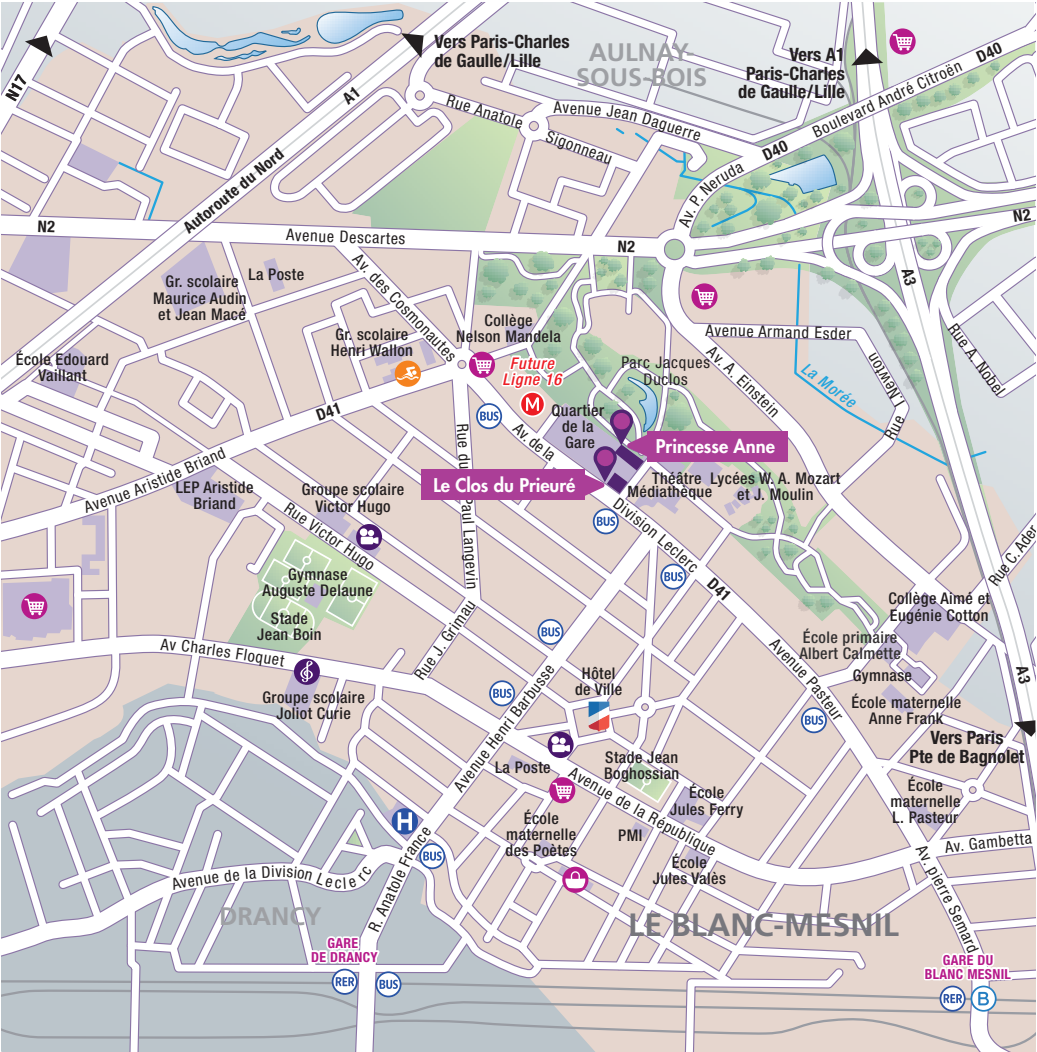 Vers Paris-Charles
de Gaulle/Lille
AULNAY-
SOUS-BOIS
Vers A1
Paris-Charles
de Gaulle/Lille
D40
Boulevard André Citroën
N17
A1
Rue Anatole
Sigonneau
Avenue Jean Daguerre
D40
Av. P. Neruda
Autoroute du Nord
N2
Avenue Descartes
N2
N2
A3
Gr. scolaire
Maurice Audin
et Jean Macé
La Poste
Av. des Cosmonautes
Gr. scolaire
Henri Wallon
Collège
Nelson Mandela
Avenue Armand Esder
Rue A. Nobel
École Edouard
Vaillant
Future
Ligne 16
M
Parc Jacques
Duclos
Av. A. Einstein
La Morée
Rue I.Newton
D41
BUS
Quartier
de la
Gare
Princesse Anne
Avenue Aristide Briand
Rue du Paul Langevin
Av. de la
Division Leclerc
Le Clos du Prieuré
Théâtre
Médiathèque
Lycées W. A. Mozart
et J. Moulin
LEP Aristide
Briand
Groupe scolaire
Victor Hugo
Rue Victor Hugo
BUS
Rue C. Ader
Gymnase
Auguste Delaune
Stade
Jean Boin
BUS
D41
Collège Aimé et
Eugénie Cotton
Av Charles Floquet
Rue J. Grimau
BUS
École primaire
Albert Calmette
Gymnase
Avenue Pasteur
A3
Groupe scolaire
Joliot Curie
BUS
Avenue Henri Barbusse
Hôtel
de Ville
École maternelle
Anne Frank
BUS
Vers Paris
Pte de Bagnolet
La Poste
Stade Jean
Boghossian
Avenue de la République
École
Jules Ferry
École
maternelle
L. Pasteur
H
École
maternelle
des Poètes
PMI
École
Jules Valès
Av. Gambetta
BUS
Avenue de la Division Leclerc
R. Anatole France
Av. pierre Semard
DRANCY
LE BLANC-MESNIL
GARE
DE DRANCY
RER
BUS
GARE DU
BLANC MESNIL
RER
B